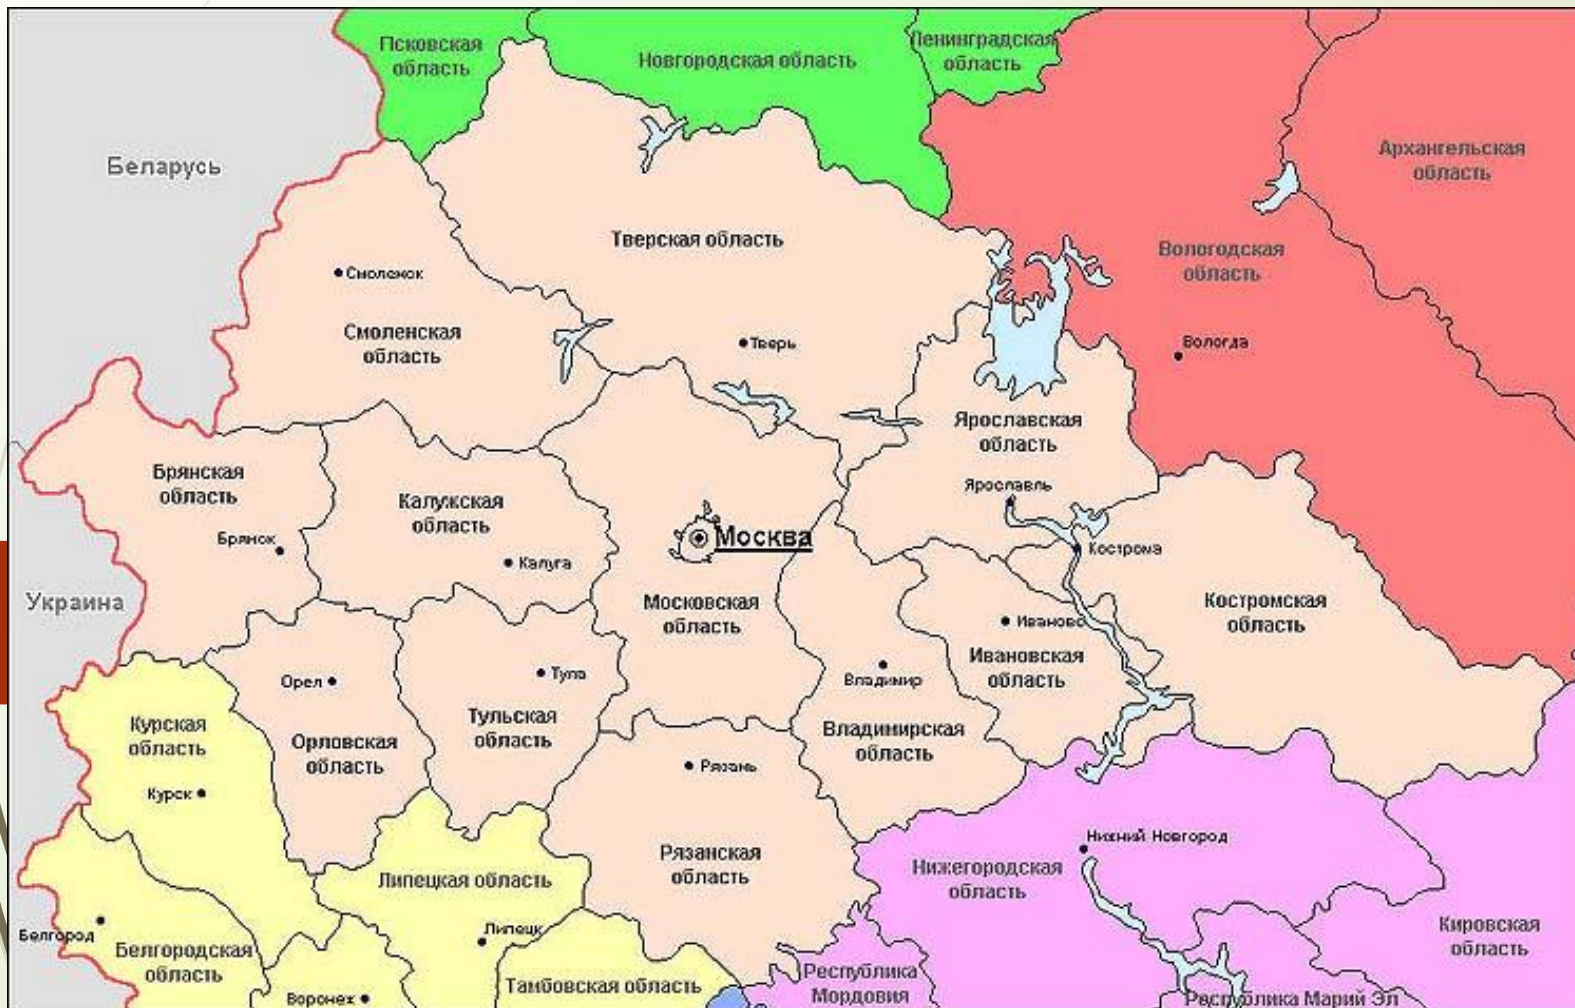 Псковская
область
Новгородская область
Ленинградская
область
Архангельская
область
Беларусь
Тверская область
Вологодская
область
Смоленск
Смоленская
область
Тверь
Вологда
Ярославская
область
Брянская
область
Калужская
область
Ярославль
Брянск
Москва
Кострома
Калуга
Украина
Московская
область
Костромская
область
Иваново
Ивановская
область
Орел
Тула
Владимир
Курская
область
Тульская
область
Владимирская
область
Орловская
область
Рязань
Курск
Нижний Новгород
Рязанская
область
Нижегородская
область
Липецкая область
Белгород
Липецк
Кировская
область
Белгородская
область
Тамбовская область
Республика
Мордовия
Воронеж
Республика Марий Эл